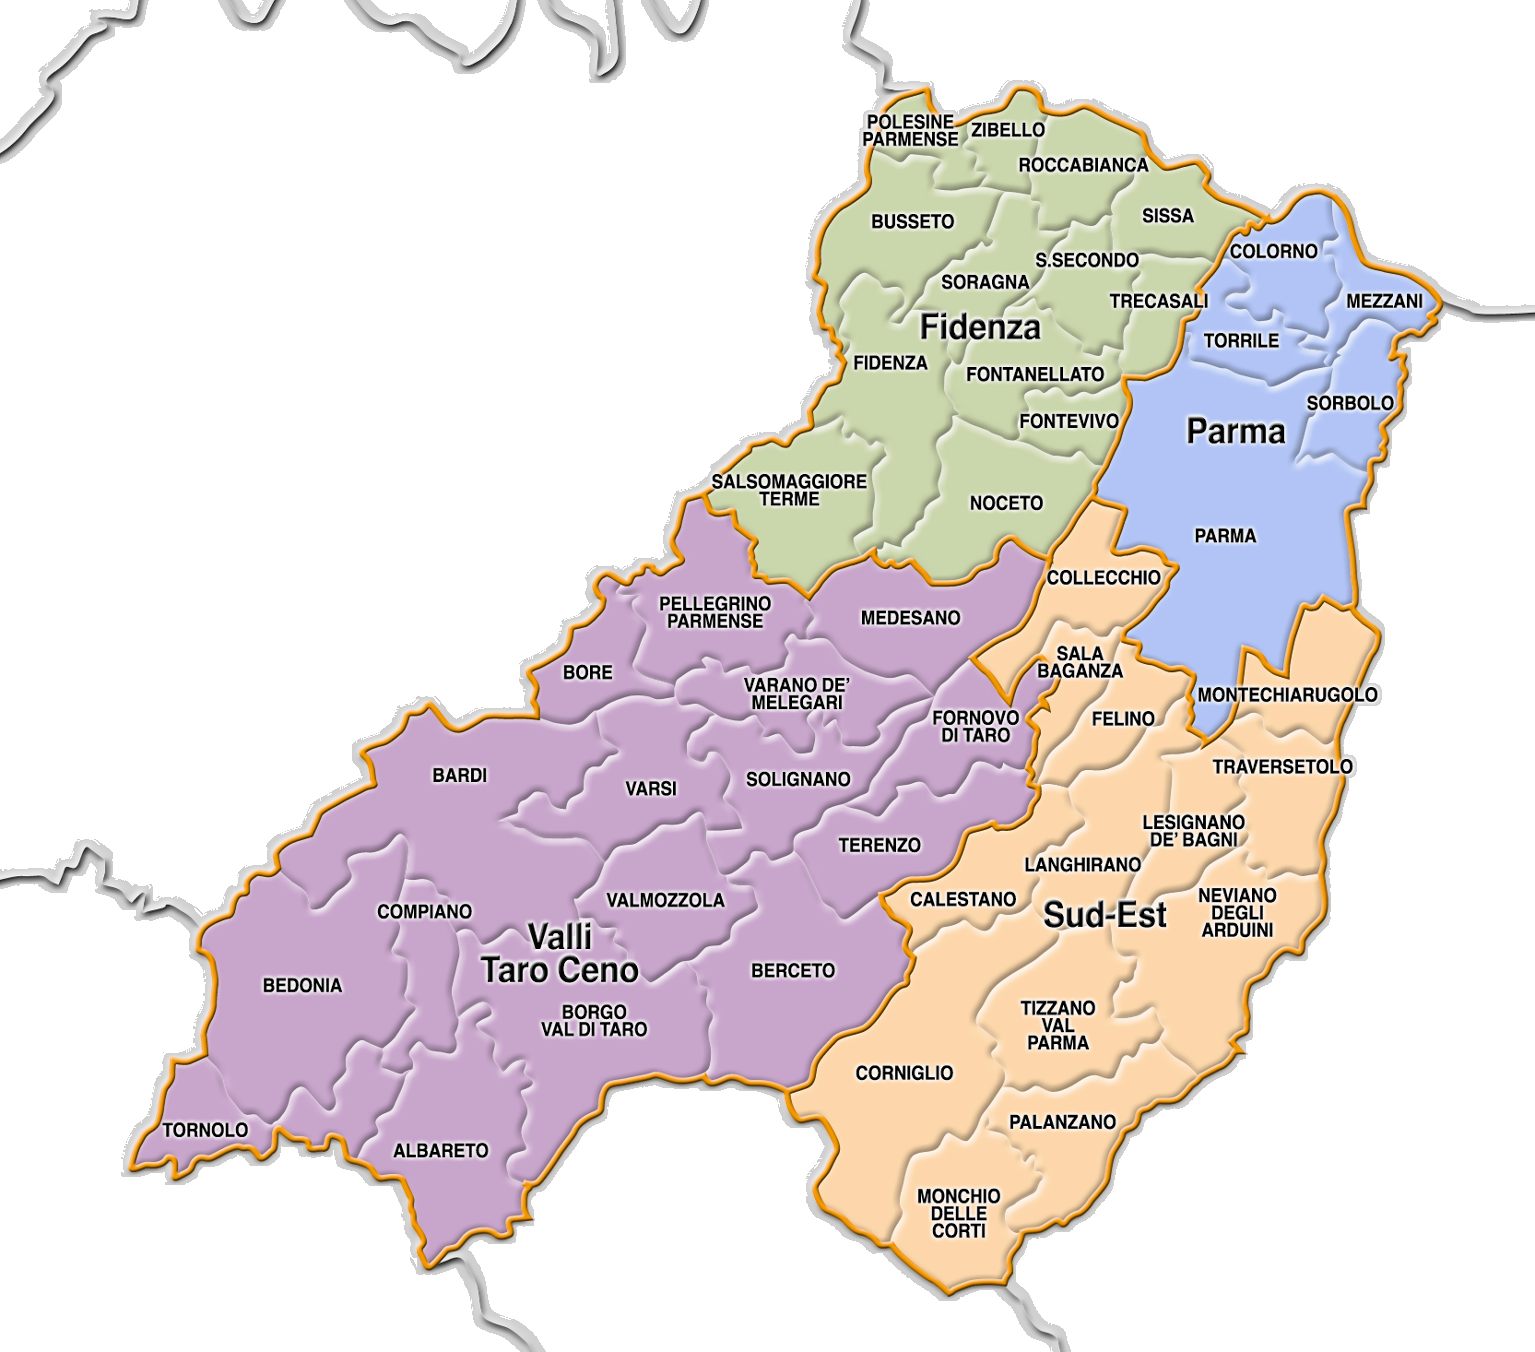 POLESINE
PARMENSE
ZIBELLO
ROCCABIANCA
BUSSETO
SISSA
S.SECONDO
SORAGNA
TRECASALI
Fidenza
FIDENZA
FONTANELLATO
FONTEVIVO
SALSOMAGGIORE
TERME
NOCETO
COLORNO
MEZZANI
TORRILE
SORBOLO
Parma
PARMA
COLLECCHIO
PELLEGRINO
PARMENSE
MEDESANO
BORE
VARANO DE'
MELEGARI
FORNOVO
DI TARO
SALA
BAGANZA
FELINO
MONTECHIARUGOLO
TRAVERSETOLO
BARDI
VARSI
SOLIGNANO
TERENZO
LESIGNANO
DE' BAGNI
LANGHIRANO
CALESTANO
NEVIANO
DEGLI
ARDUINI
Sud-Est
VALMOZZOLA
COMPIANO
Valli
Taro Ceno
BERCETO
BEDONIA
BORGO
VAL DI TARO
TIZZANO
VAL
PARMA
CORNIGLIO
PALANZANO
TORNOLO
ALBARETO
MONCHIO
DELLE
CORTI